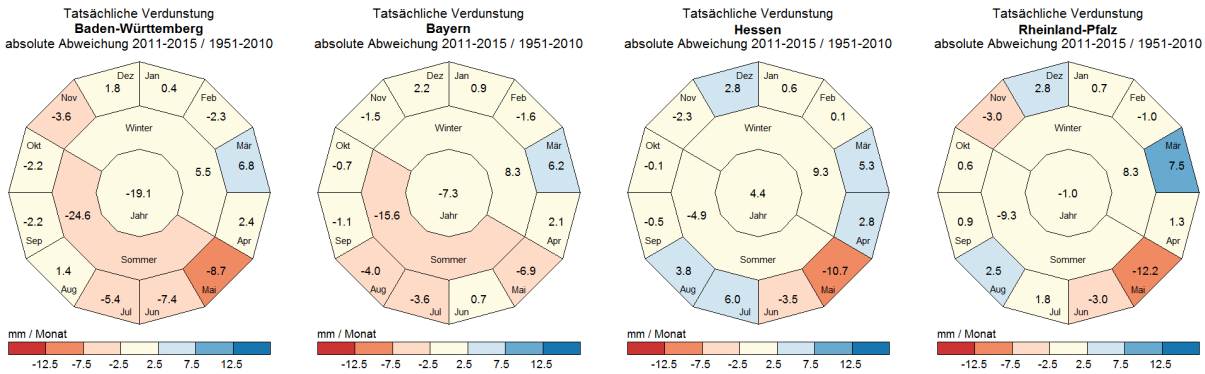 Tatsächliche Verdunstung
Baden-Württemberg
absolute Abweichung 2011-2015 / 1951-2010
Dez
Jan
1.8
0.4
Nov
Feb
-3.6
-2.3
Winter
Okt
Mär
-2.2
6.8
5.5
-19.1
Jahr
-24.6
-2.2
2.4
Sep
Apr
Sommer
1.4
-8.7
Aug
Mai
-5.4
-7.4
Jul
Jun
mm / Monat
-12.5 -7.5 -2.5 2.5 7.5 12.5
Tatsächliche Verdunstung
Bayern
absolute Abweichung 2011-2015 / 1951-2010
Dez
Jan
2.2
0.9
Nov
Feb
-1.5
-1.6
Winter
Okt
Mär
-0.7
6.2
8.3
-7.3
Jahr
-15.6
-1.1
2.1
Sep
Apr
Sommer
-4.0
-6.9
Aug
Mai
-3.6
0.7
Jul
Jun
mm / Monat
-12.5 -7.5 -2.5 2.5 7.5 12.5
Tatsächliche Verdunstung
Hessen
absolute Abweichung 2011-2015 / 1951-2010
Dez
Jan
2.8
0.6
Nov
Feb
-2.3
0.1
Winter
Okt
Mär
-0.1
5.3
9.3
4.4
Jahr
-4.9
-0.5
2.8
Sep
Apr
Sommer
3.8
-10.7
Aug
Mai
6.0
-3.5
Jul
Jun
mm / Monat
-12.5 -7.5 -2.5 2.5 7.5 12.5
Tatsächliche Verdunstung
Rheinland-Pfalz
absolute Abweichung 2011-2015 / 1951-2010
Dez
Jan
2.8
0.7
Nov
Feb
-3.0
-1.0
Winter
Okt
Mär
0.6
7.5
8.3
-1.0
Jahr
-9.3
0.9
1.3
Sep
Apr
Sommer
2.5
-12.2
Aug
Mai
1.8
-3.0
Jul
Jun
mm / Monat
-12.5 -7.5 -2.5 2.5 7.5 12.5